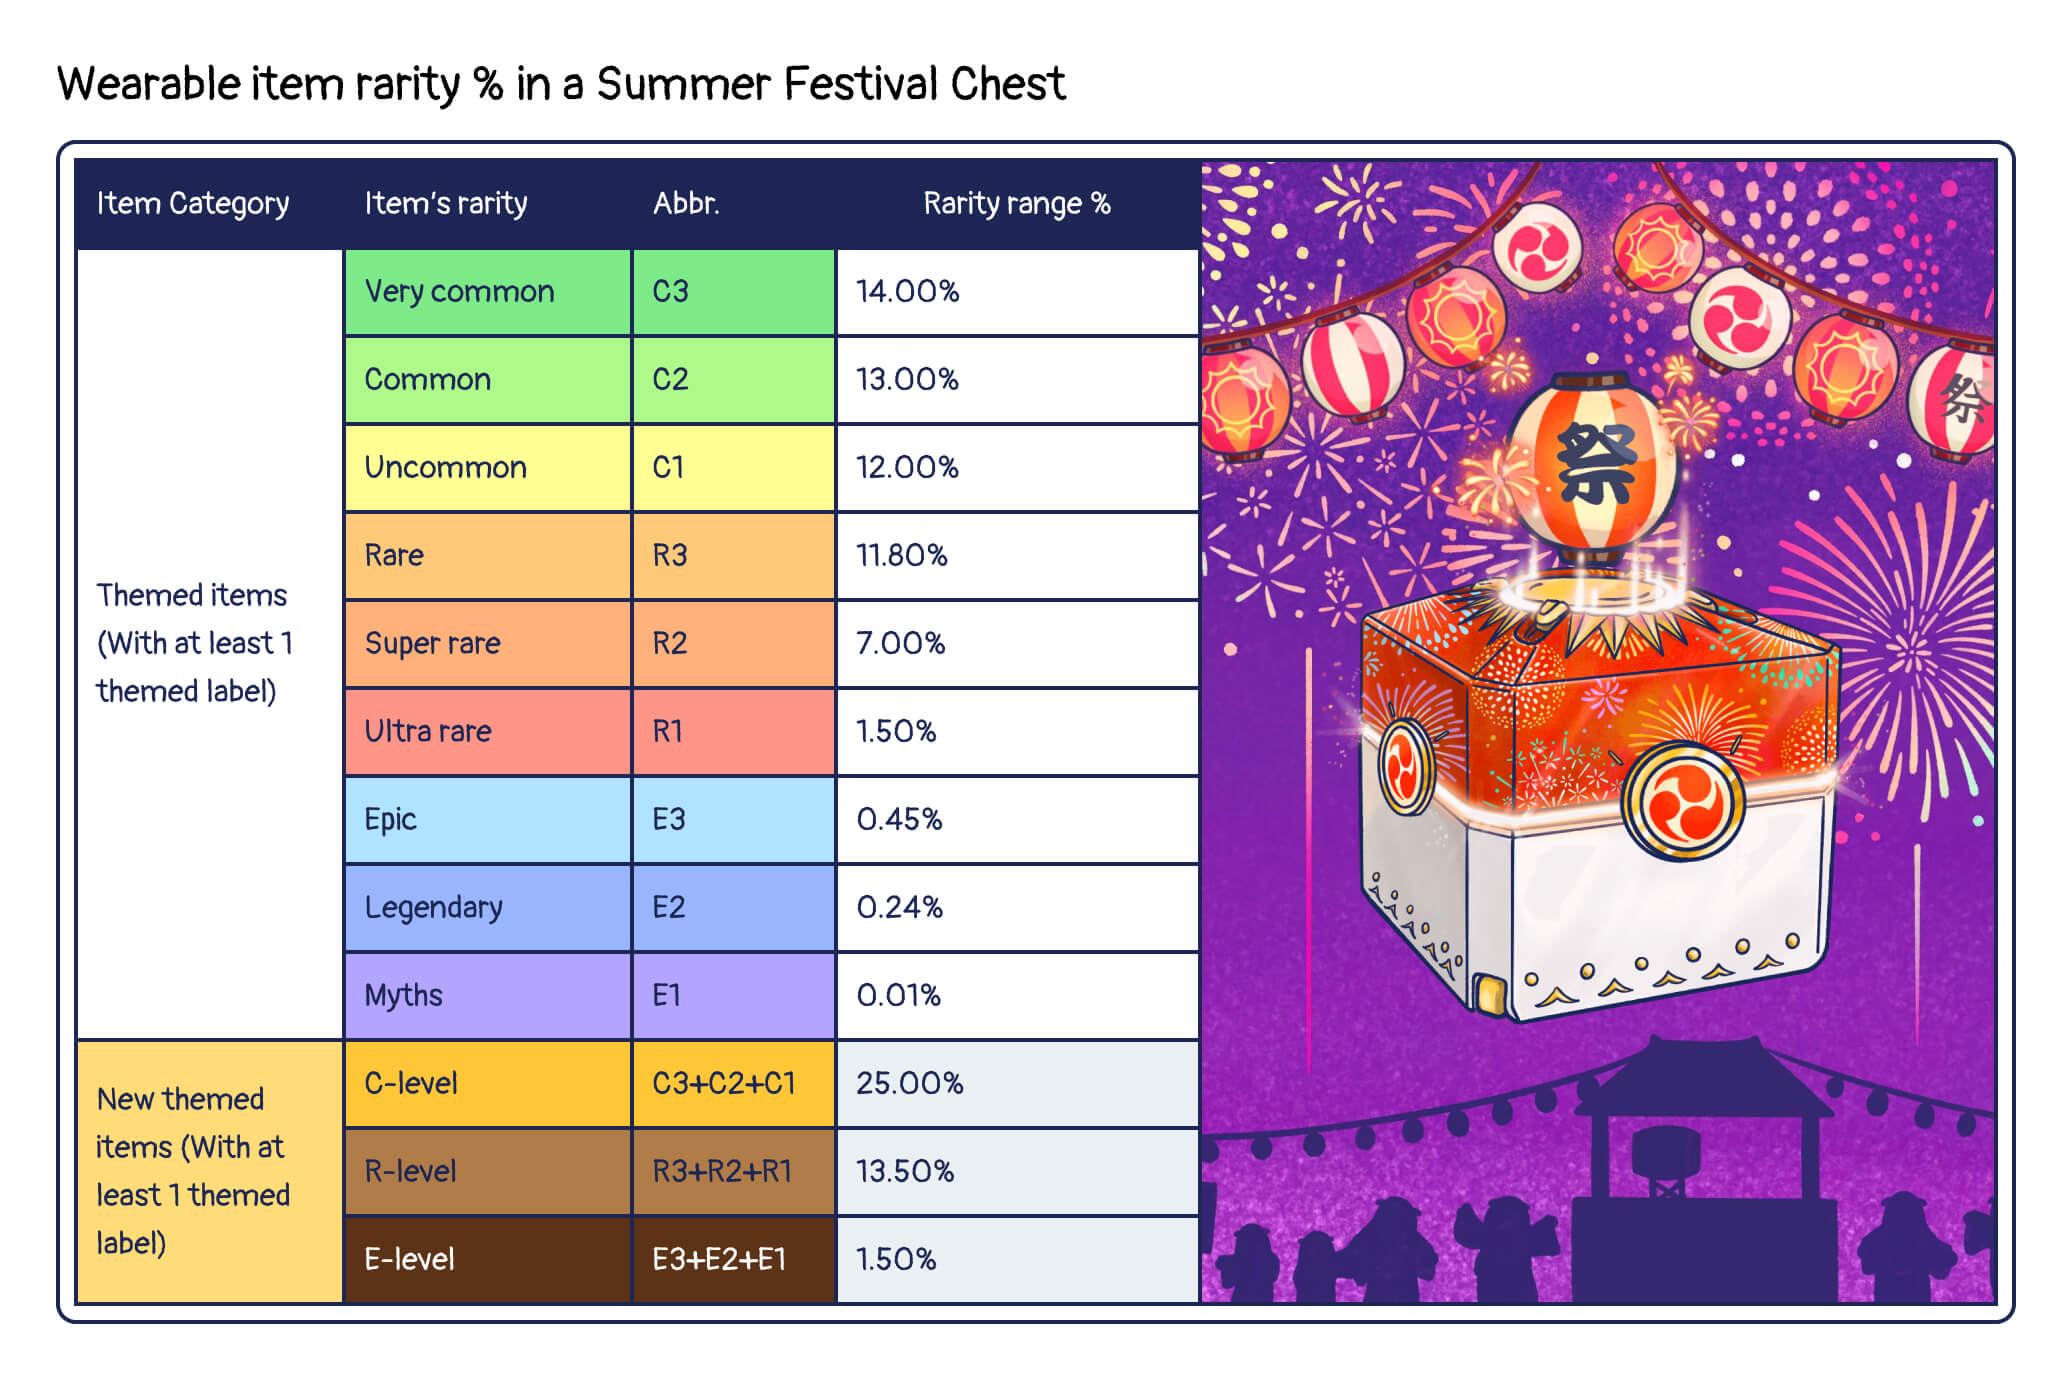 Wearable item rarity % in a Summer Festival Chest
Item Category Item's rarity Abbr. Rarity range %
Themed items
(With at least 1
themed label)
Very common C3 14.00%
Common C2 13.00%
Uncommon C1 12.00%
Rare R3 11.80%
Super rare R2 7.00%
Ultra rare R1 1.50%
Epic E3 0.45%
Legendary E2 0.24%
Myths E1 0.01%
New themed
items (With at
least 1 themed
label)
C-level C3+C2+C1 25.00%
R-level R3+R2+R1 13.50%
E-level E3+E2+E1 1.50%
祭
祭